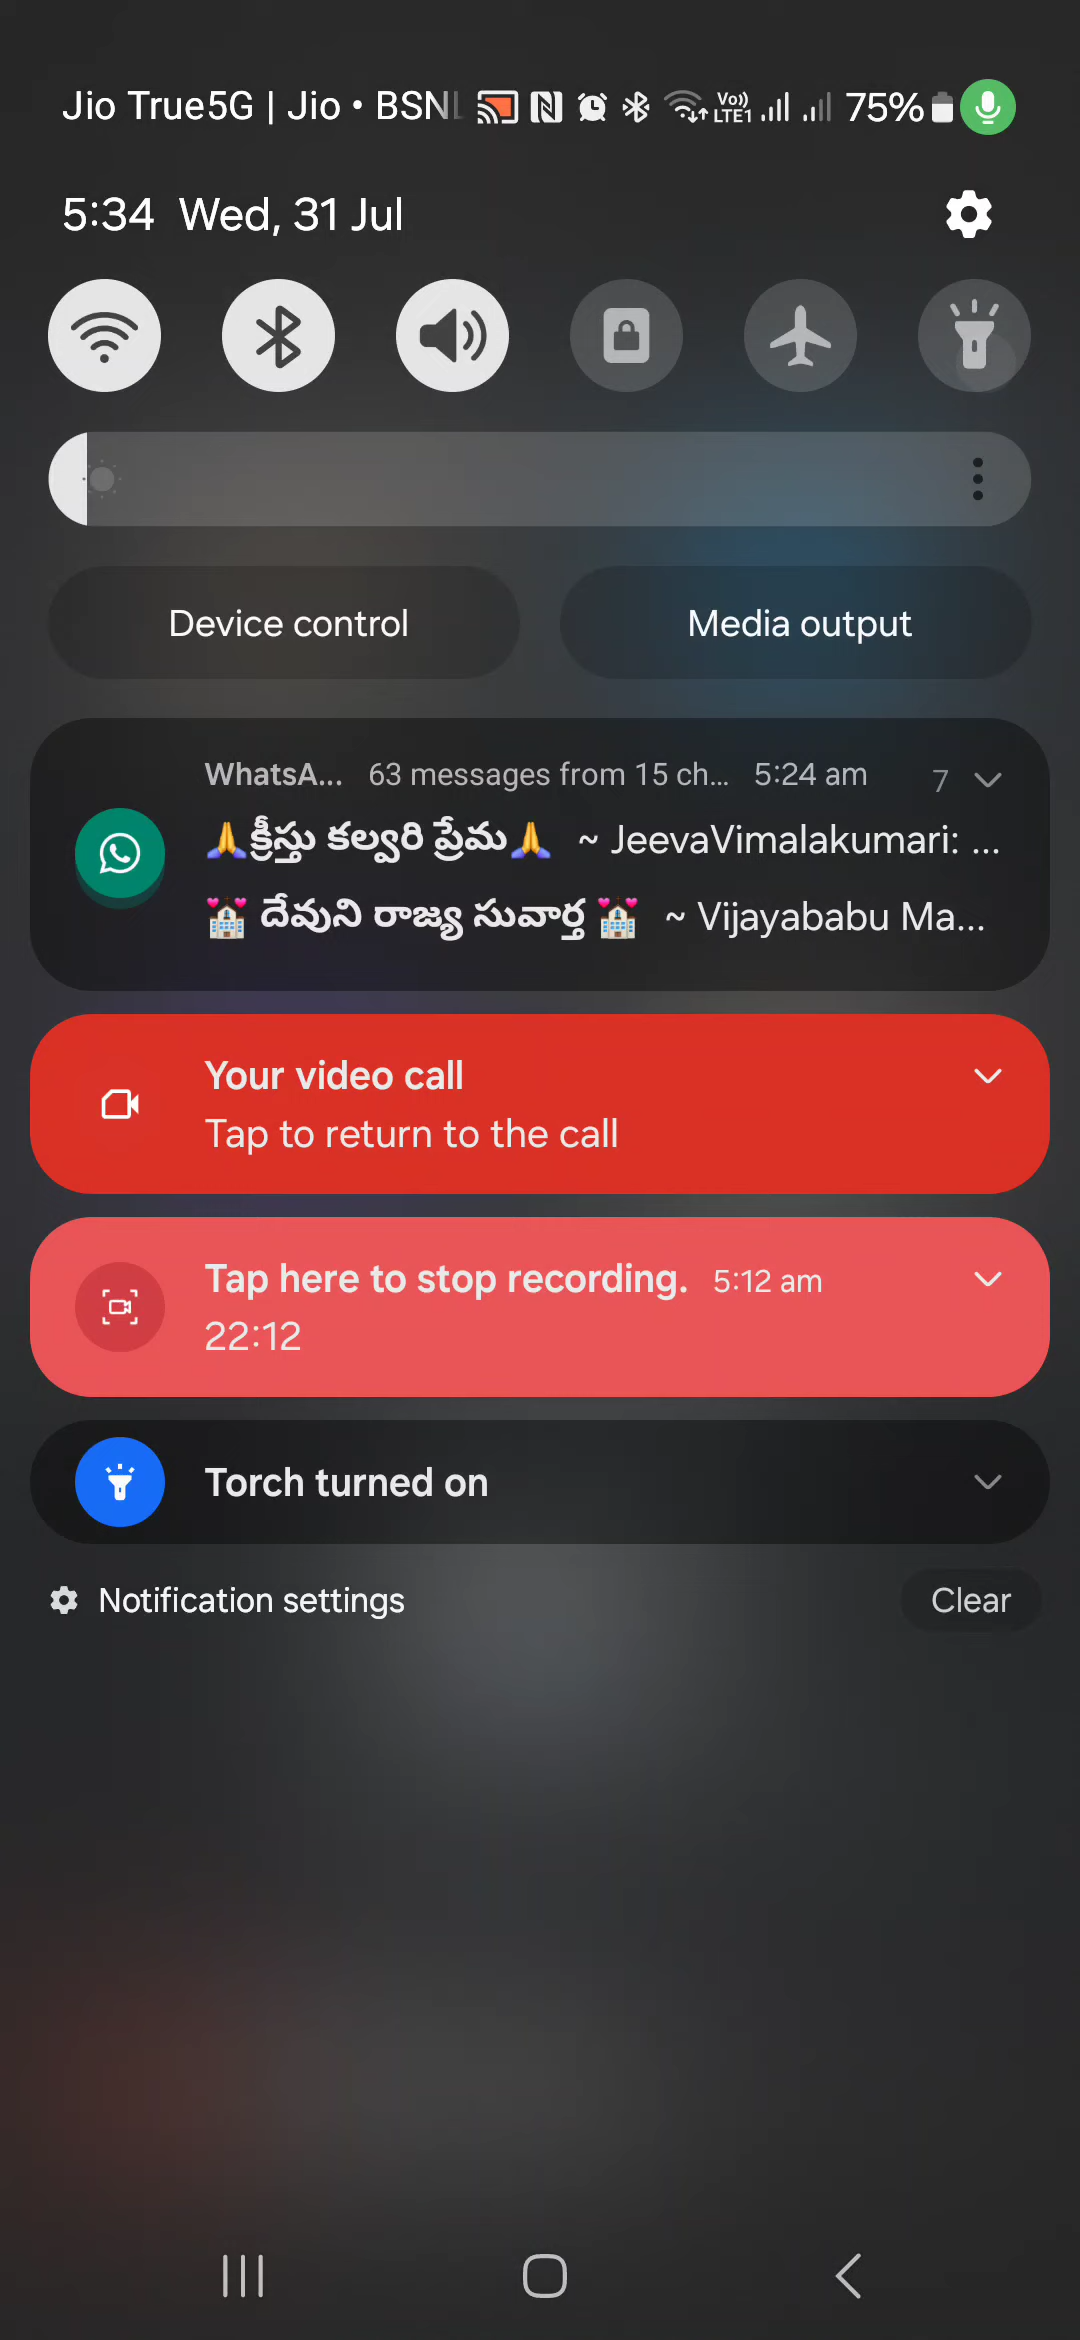 Jio True5G | Jio • BSNL Vo)) LTE1 75%
5:34 Wed, 31 Jul
Device control Media output
WhatsA... 63 messages from 15 ch... 5:24 am 7
🙏క్రీస్తు కల్వరి ప్రేమ🙏 ~ JeevaVimalakumari: ...
💒 దేవుని రాజ్య సువార్త 💒 ~ Vijayababu Ma...
Your video call
Tap to return to the call
Tap here to stop recording. 5:12 am
22:12
Torch turned on
Notification settings Clear